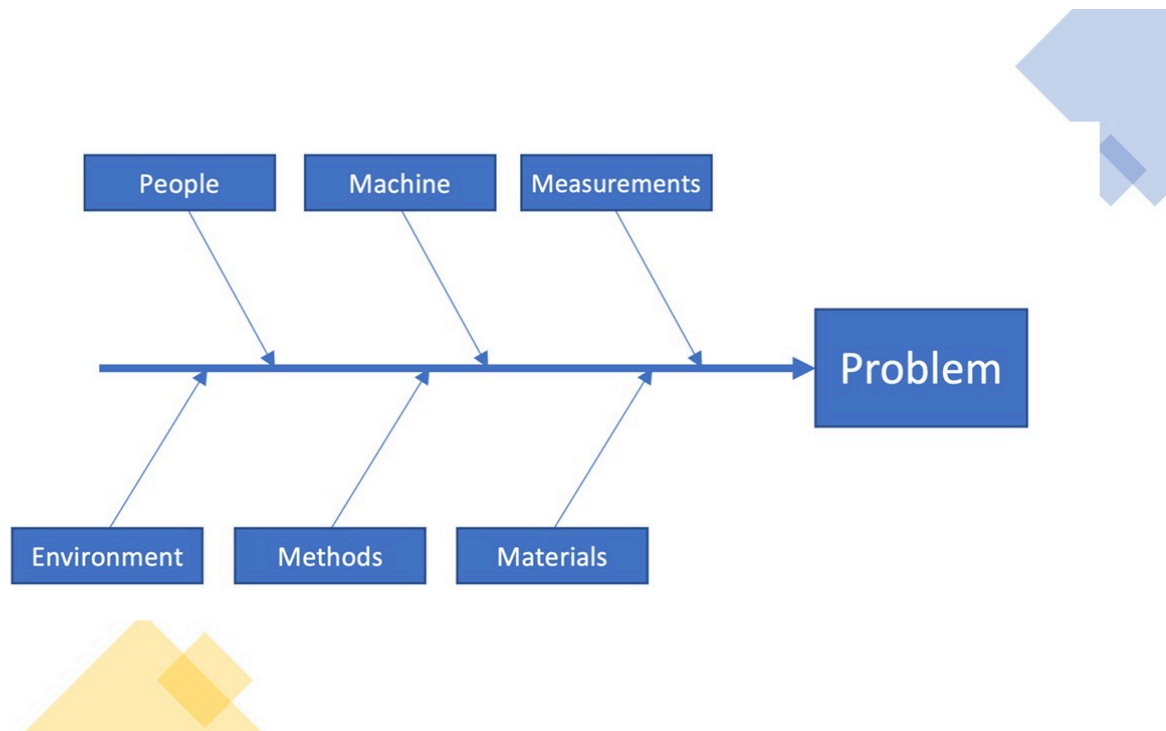 People
Machine
Measurements
Problem
Environment
Methods
Materials